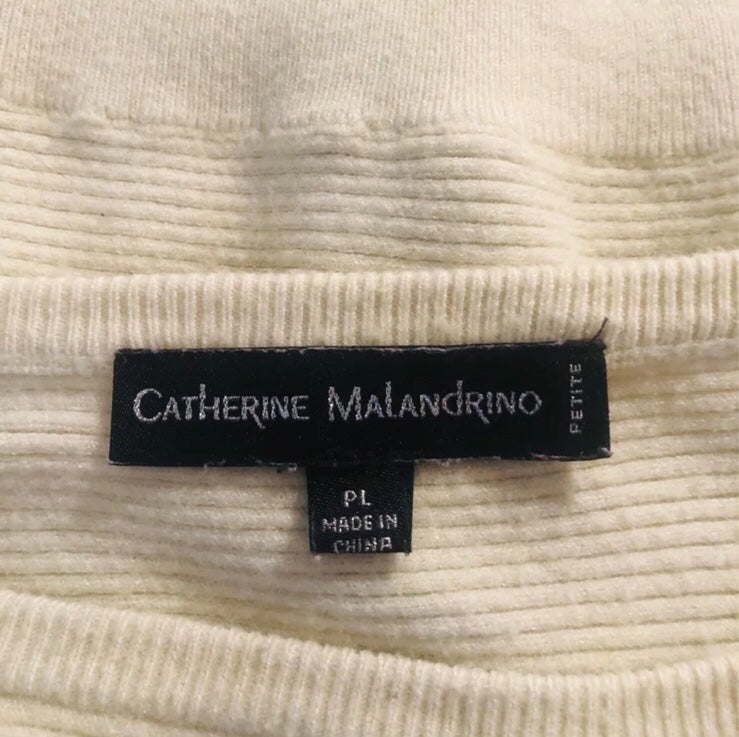 Catherine Malandrino
PETITE
PL
MADE IN
CHINA